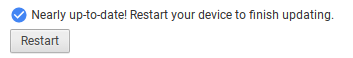 Nearly up-to-date! Restart your device to finish updating.
Restart